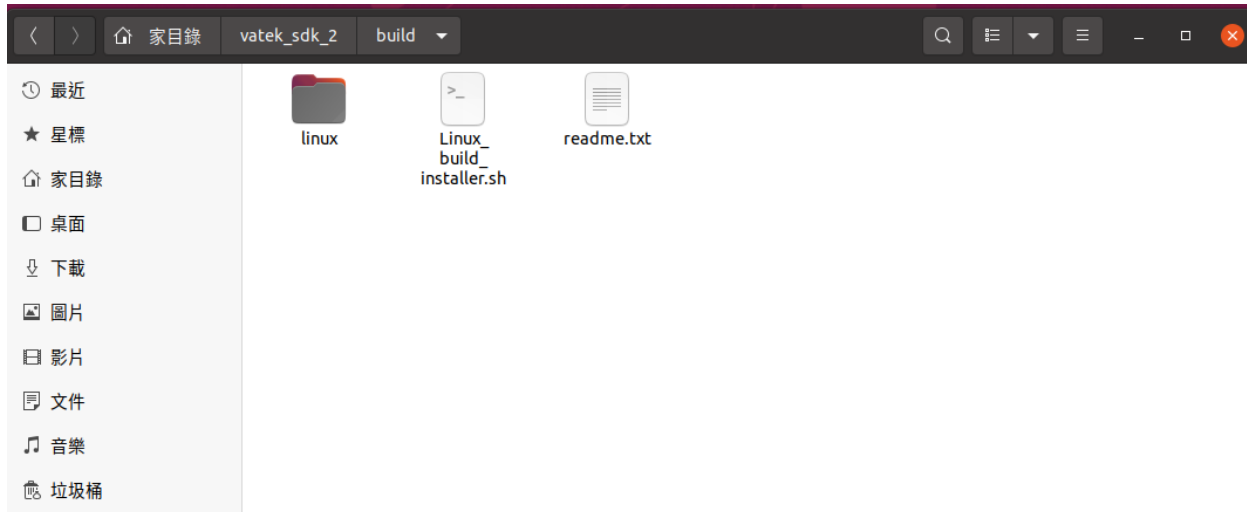 家目錄 vatek_sdk_2 build
最近
星標
家目錄
桌面
下載
圖片
影片
文件
音樂
垃圾桶
linux
>_
Linux_
build_
installer.sh
readme.txt